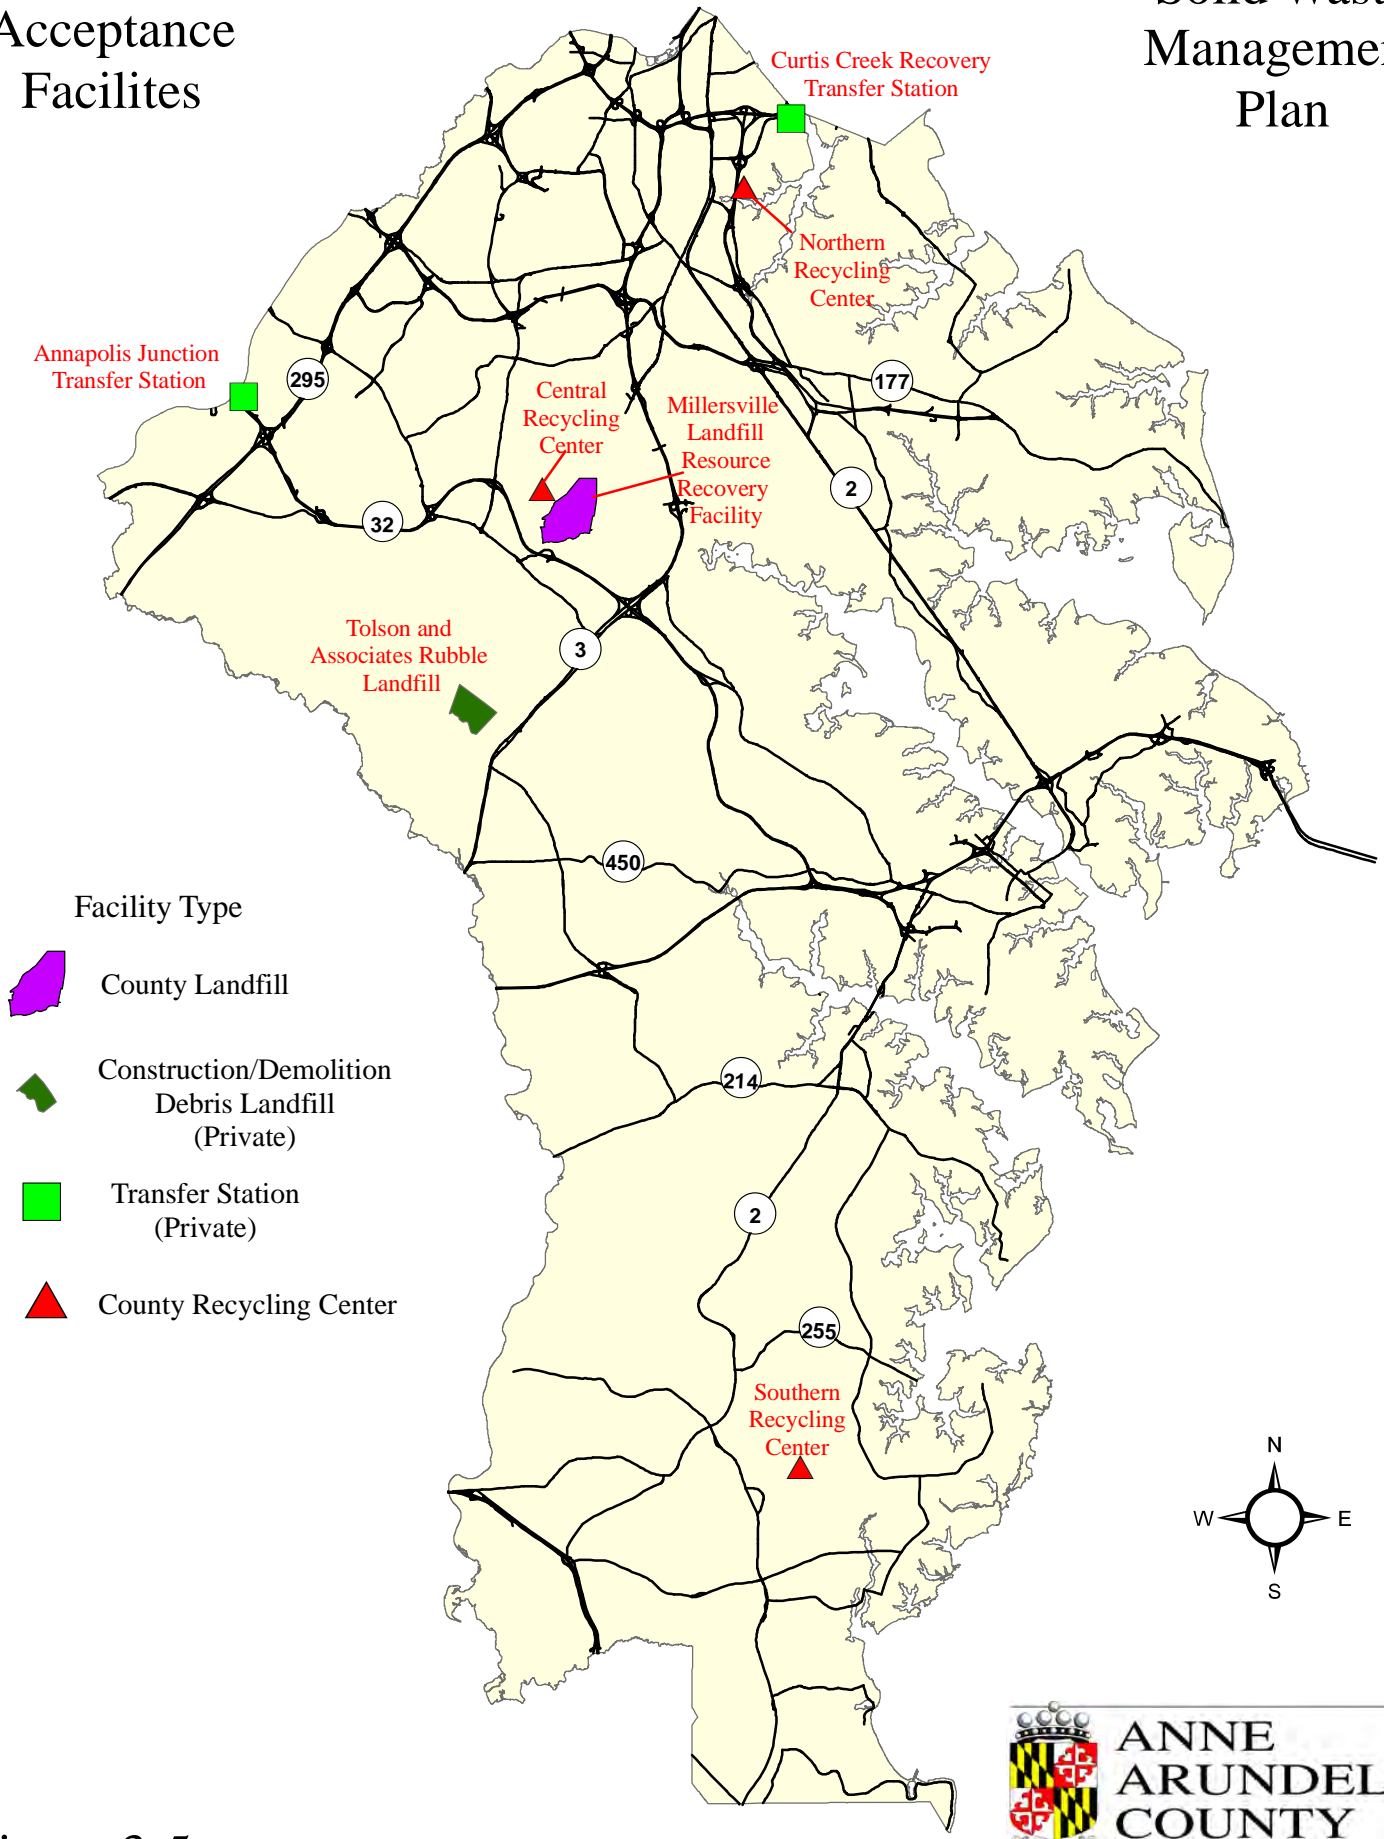 Acceptance
Facilites
Management
Plan
Curtis Creek Recovery
Transfer Station
Northern
Recycling
Center
Annapolis Junction
Transfer Station
295
177
Central
Recycling
Center
Millersville
Landfill
Resource
Recovery
Facility
2
32
Tolson and
Associates Rubble
Landfill
3
450
Facility Type
County Landfill
Construction/Demolition
Debris Landfill
(Private)
Transfer Station
(Private)
County Recycling Center
214
2
255
Southern
Recycling
Center
N
W
E
S
ANNE
ARUNDEL
COUNTY